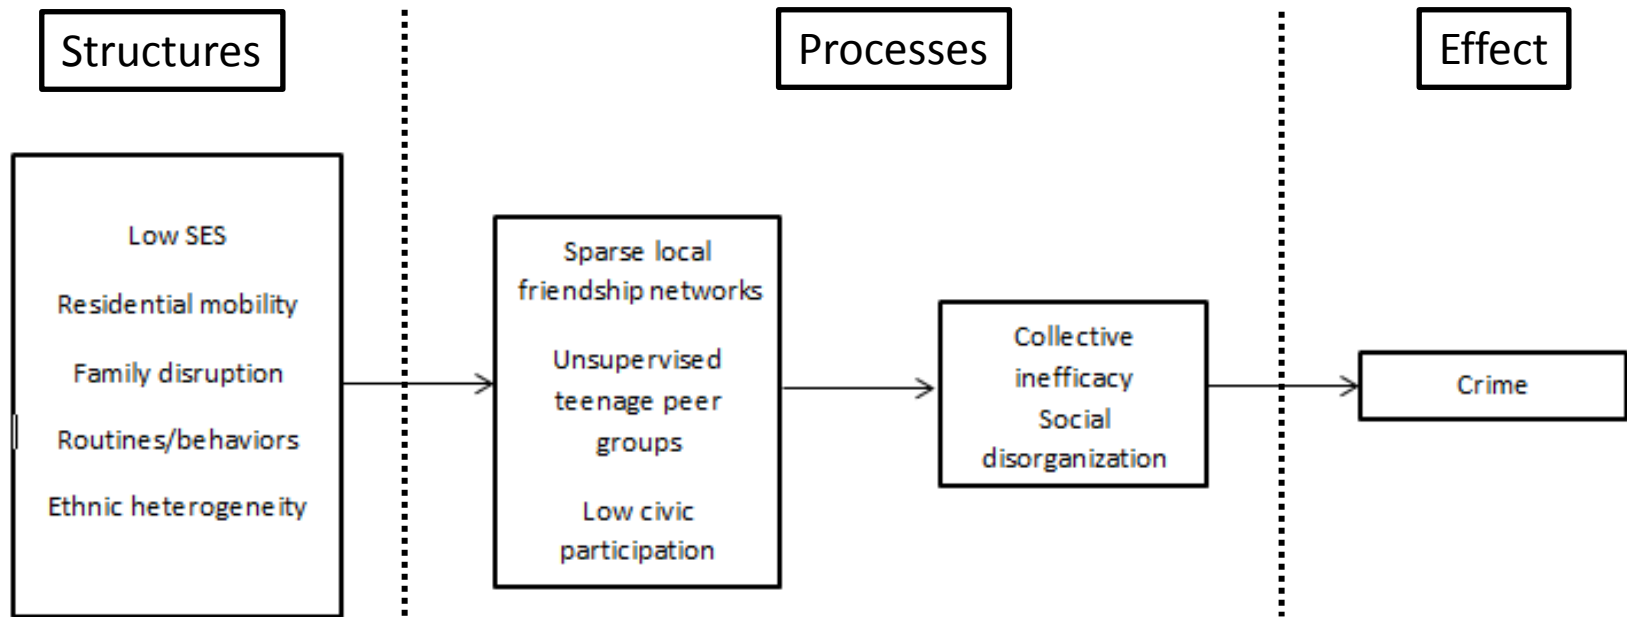 Structures
Processes
Effect
Low SES
Residential mobility
Family disruption
Routines/behaviors
Ethnic heterogeneity
Sparse local
friendship networks
Unsupervised
teenage peer
groups
Low civic
participation
Collective
inefficacy
Social
disorganization
Crime